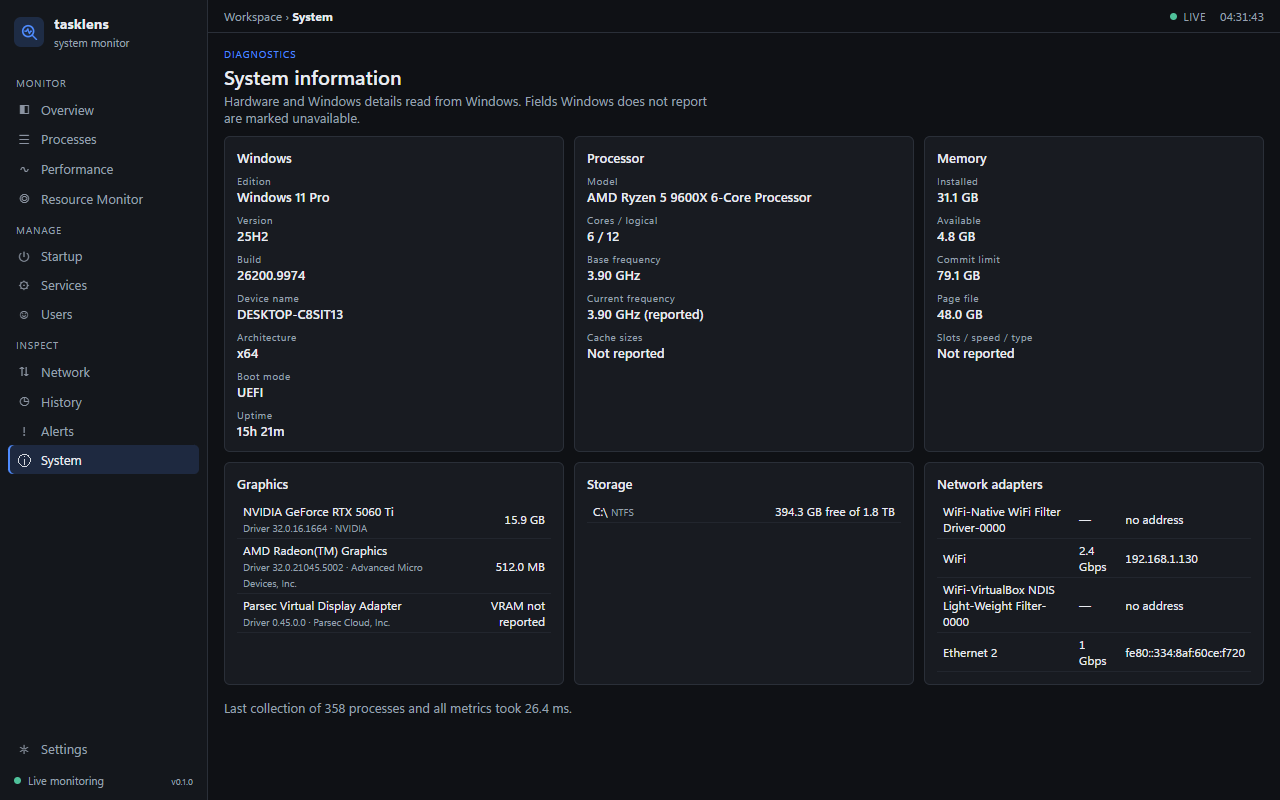 tasklens
system monitor
MONITOR
Overview
Processes
Performance
Resource Monitor
MANAGE
Startup
Services
Users
INSPECT
Network
History
Alerts
System
Settings
Live monitoring
v0.1.0
Workspace › System
LIVE
04:31:43
DIAGNOSTICS
System information
Hardware and Windows details read from Windows. Fields Windows does not report
are marked unavailable.
Windows
Edition
Windows 11 Pro
Version
25H2
Build
26200.9974
Device name
DESKTOP-C8SIT13
Architecture
x64
Boot mode
UEFI
Uptime
15h 21m
Processor
Model
AMD Ryzen 5 9600X 6-Core Processor
Cores / logical
6 / 12
Base frequency
3.90 GHz
Current frequency
3.90 GHz (reported)
Cache sizes
Not reported
Memory
Installed
31.1 GB
Available
4.8 GB
Commit limit
79.1 GB
Page file
48.0 GB
Slots / speed / type
Not reported
Graphics
NVIDIA GeForce RTX 5060 Ti
Driver 32.0.16.1664 · NVIDIA
15.9 GB
AMD Radeon(TM) Graphics
Driver 32.0.21045.5002 · Advanced Micro
Devices, Inc.
512.0 MB
Parsec Virtual Display Adapter
Driver 0.45.0.0 · Parsec Cloud, Inc.
VRAM not
reported
Storage
C:\ NTFS
394.3 GB free of 1.8 TB
Network adapters
WiFi-Native WiFi Filter
Driver-0000
—
no address
WiFi
2.4
Gbps
192.168.1.130
WiFi-VirtualBox NDIS
Light-Weight Filter-
0000
—
no address
Ethernet 2
1
Gbps
fe80::334:8af:60ce:f720
Last collection of 358 processes and all metrics took 26.4 ms.